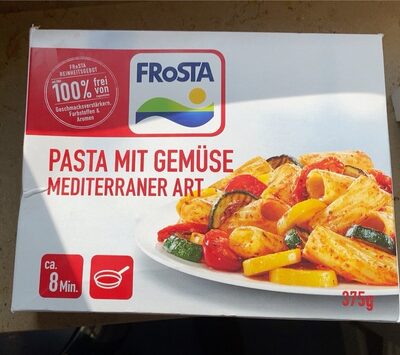 FRoSTA
REINHEITSGEBOT
100% frei
von
Geschmacksverstärkern,
Farbstoffen &
Aromen
FRoSTA
PASTA MIT GEMÜSE
MEDITERRANER ART
ca.
8 Min.
375g